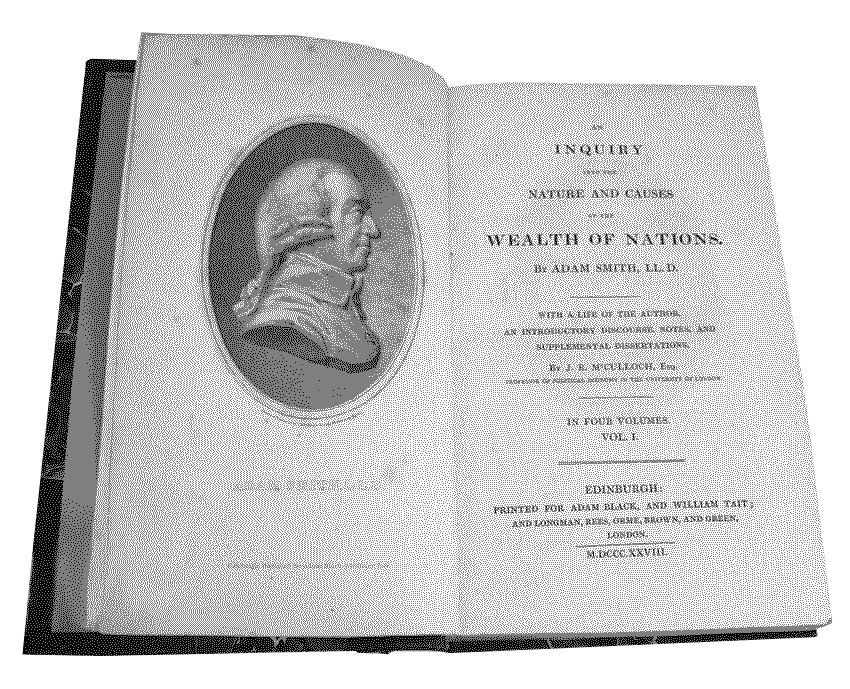 AN
INQUIRY
INTO THE
NATURE AND CAUSES
OF THE
WEALTH OF NATIONS.
By ADAM SMITH, LL.D.
WITH A LIFE OF THE AUTHOR,
AN INTRODUCTORY DISCOURSE, NOTES, AND
SUPPLEMENTAL DISSERTATIONS.
By J. R. M'CULLOCH, Esq.
PROFESSOR OF POLITICAL ECONOMY IN THE UNIVERSITY OF LONDON.
IN FOUR VOLUMES.
VOL. I.
EDINBURGH:
PRINTED FOR ADAM BLACK, AND WILLIAM TAIT;
AND LONGMAN, REES, ORME, BROWN, AND GREEN,
LONDON.
M.DCCC.XXVIII.